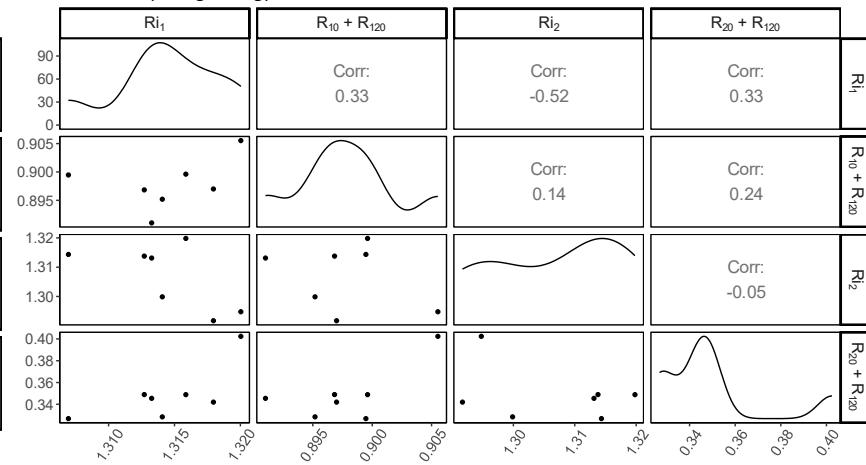 Ri₁ R₁₀ + R₁₂₀ Ri₂ R₂₀ + R₁₂₀
90
60
30
0
Corr:
0.33
Corr:
-0.52
Corr:
0.33
Ri₁
0.905
0.900
0.895
Corr:
0.14
Corr:
0.24
R₁₀ + R₁₂₀
1.32
1.31
1.30
Corr:
-0.05
Ri₂
0.40
0.38
0.36
0.34
R₂₀ + R₁₂₀
1.310 1.315 1.320 0.895 0.900 0.905 1.30 1.31 1.32 0.34 0.36 0.38 0.40